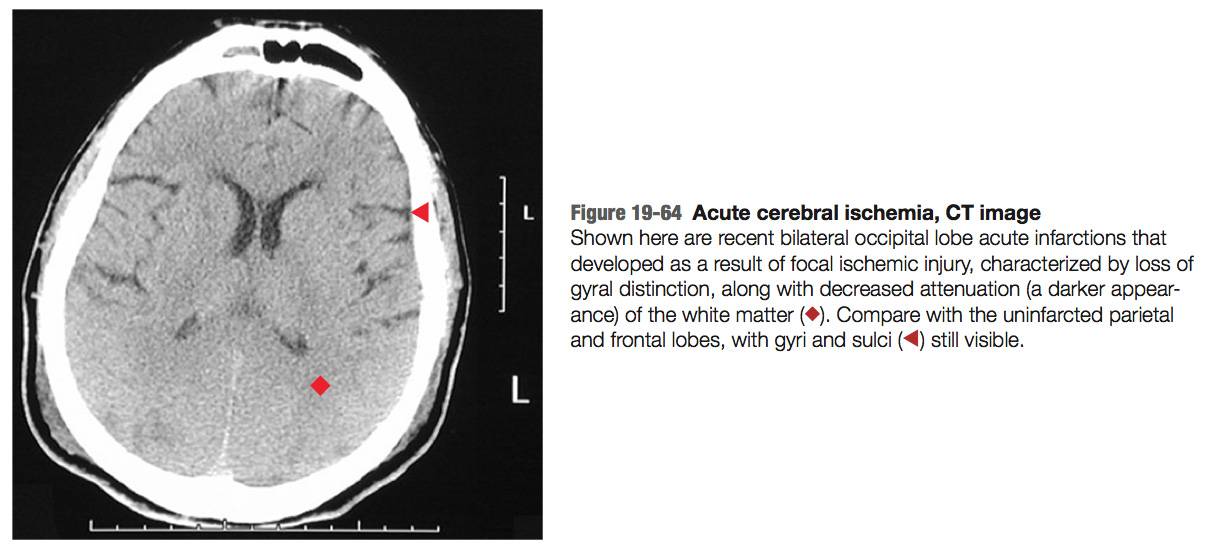 L
L
Figure 19-64 Acute cerebral ischemia, CT image
Shown here are recent bilateral occipital lobe acute infarctions that
developed as a result of focal ischemic injury, characterized by loss of
gyral distinction, along with decreased attenuation (a darker appear-
ance) of the white matter (◆). Compare with the uninfarcted parietal
and frontal lobes, with gyri and sulci (◀) still visible.